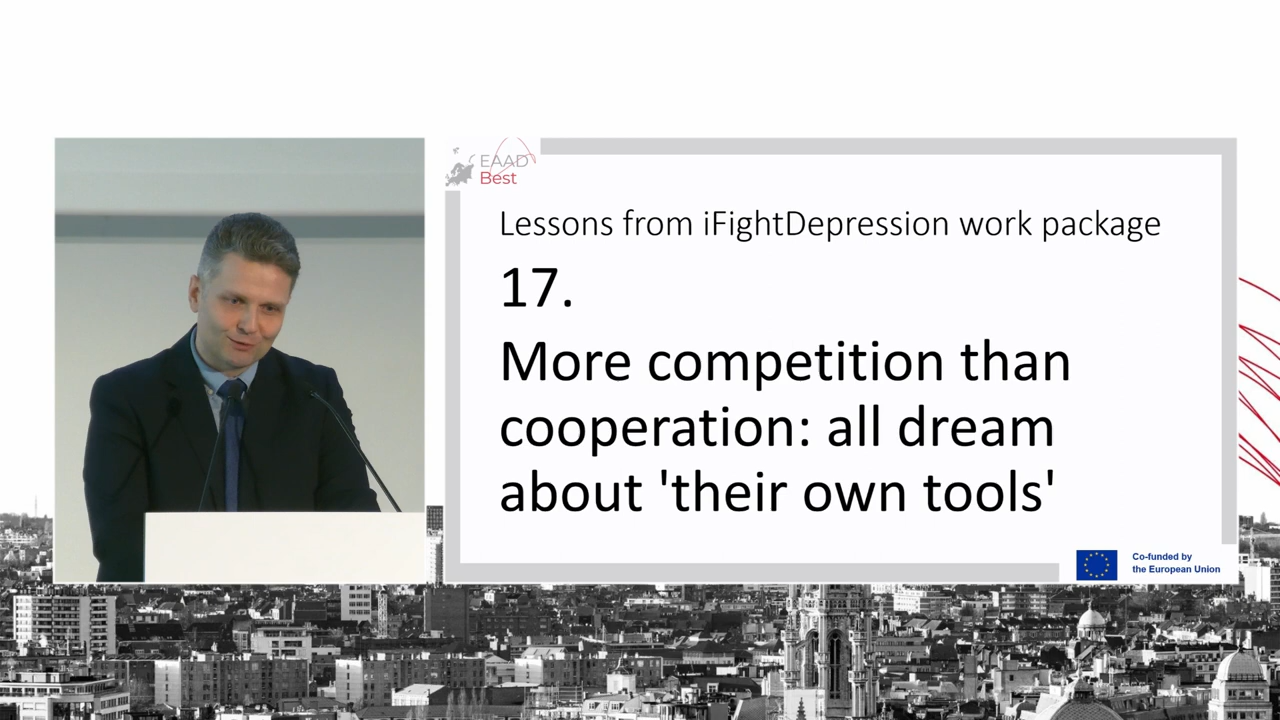 EAAD
Best
Lessons from iFightDepression work package
17.
More competition than
cooperation: all dream
about 'their own tools'
Co-funded by
the European Union